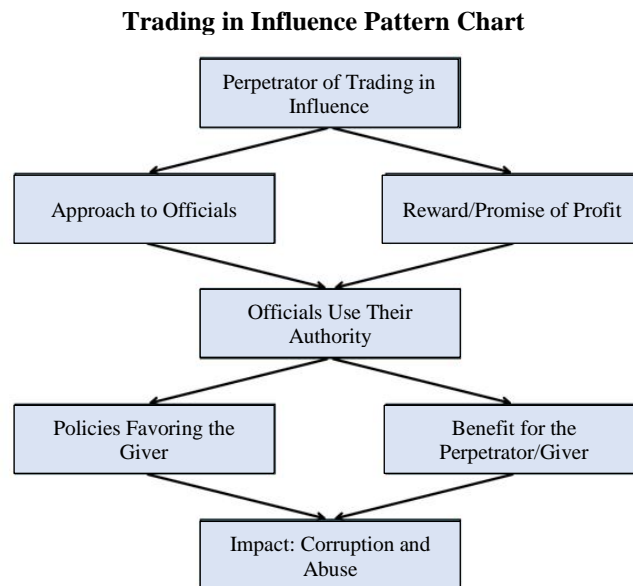 Trading in Influence Pattern Chart
Perpetrator of Trading in
Influence
Approach to Officials
Reward/Promise of Profit
Officials Use Their
Authority
Policies Favoring the
Giver
Benefit for the
Perpetrator/Giver
Impact: Corruption and
Abuse